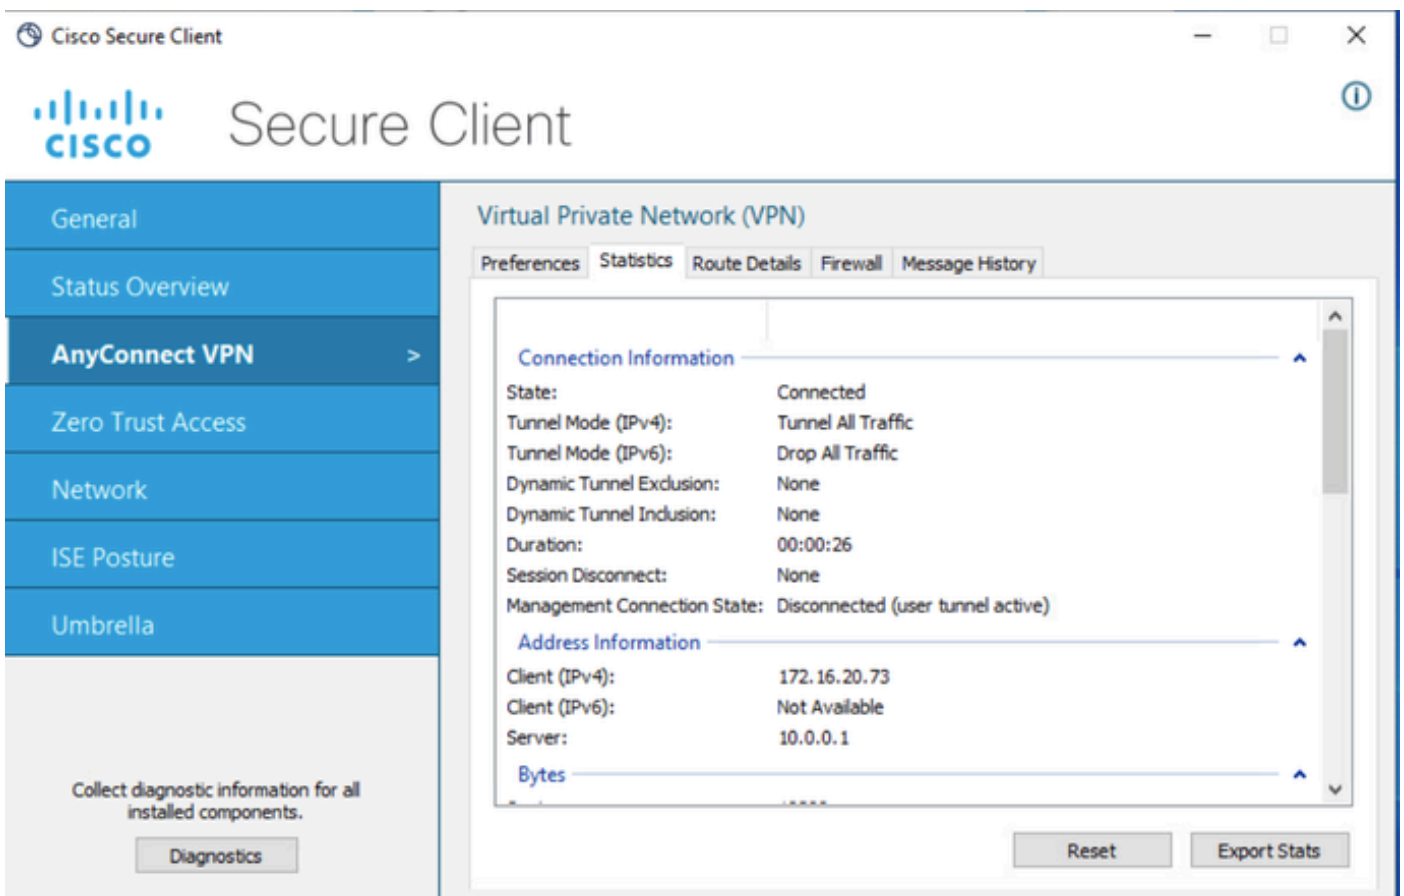 Cisco Secure Client
CISCO
Secure Client
General
Status Overview
AnyConnect VPN >
Zero Trust Access
Network
ISE Posture
Umbrella
Collect diagnostic information for all
installed components.
Diagnostics
Virtual Private Network (VPN)
Preferences Statistics Route Details Firewall Message History
Connection Information
State: Connected
Tunnel Mode (IPv4): Tunnel All Traffic
Tunnel Mode (IPv6): Drop All Traffic
Dynamic Tunnel Exclusion: None
Dynamic Tunnel Inclusion: None
Duration: 00:00:26
Session Disconnect: None
Management Connection State: Disconnected (user tunnel active)
Address Information
Client (IPv4): 172.16.20.73
Client (IPv6): Not Available
Server: 10.0.0.1
Bytes
Reset Export Stats